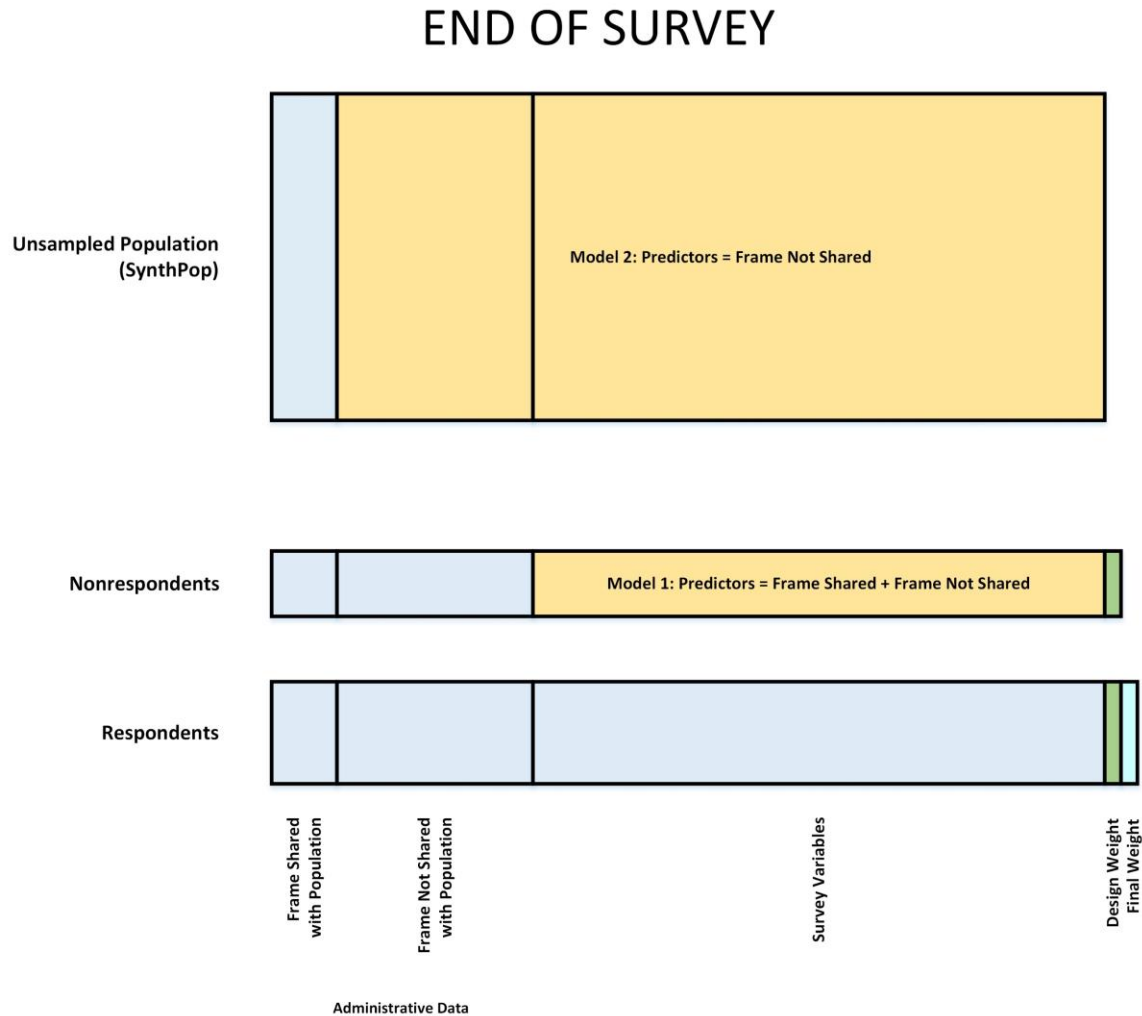 END OF SURVEY
Unsampled Population
(SynthPop)
Model 2: Predictors = Frame Not Shared
Nonrespondents
Model 1: Predictors = Frame Shared + Frame Not Shared
Respondents
Frame Shared
with Population
Frame Not Shared
with Population
Survey Variables
Design Weight
Final Weight
Administrative Data